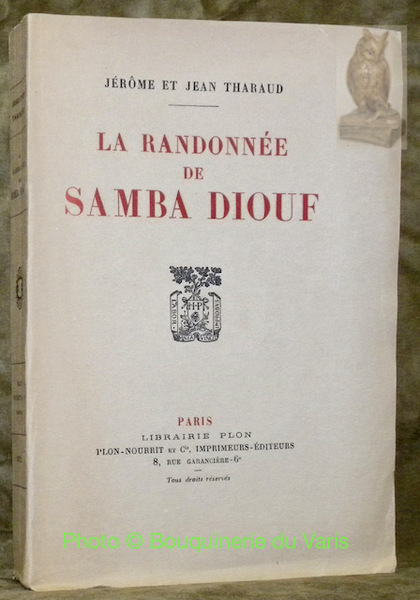 JÉRÔME ET JEAN THARAUD
LA RANDONNÉE
DE
SAMBA DIOUF
LABOR
PARIS
LIBRAIRIE PLON
PLON-NOURRIT ET Cie, IMPRIMEURS-ÉDITEURS
8, RUE GARANCIÈRE-6e
Tous droits réservés
Photo © Bouquinerie du Varis